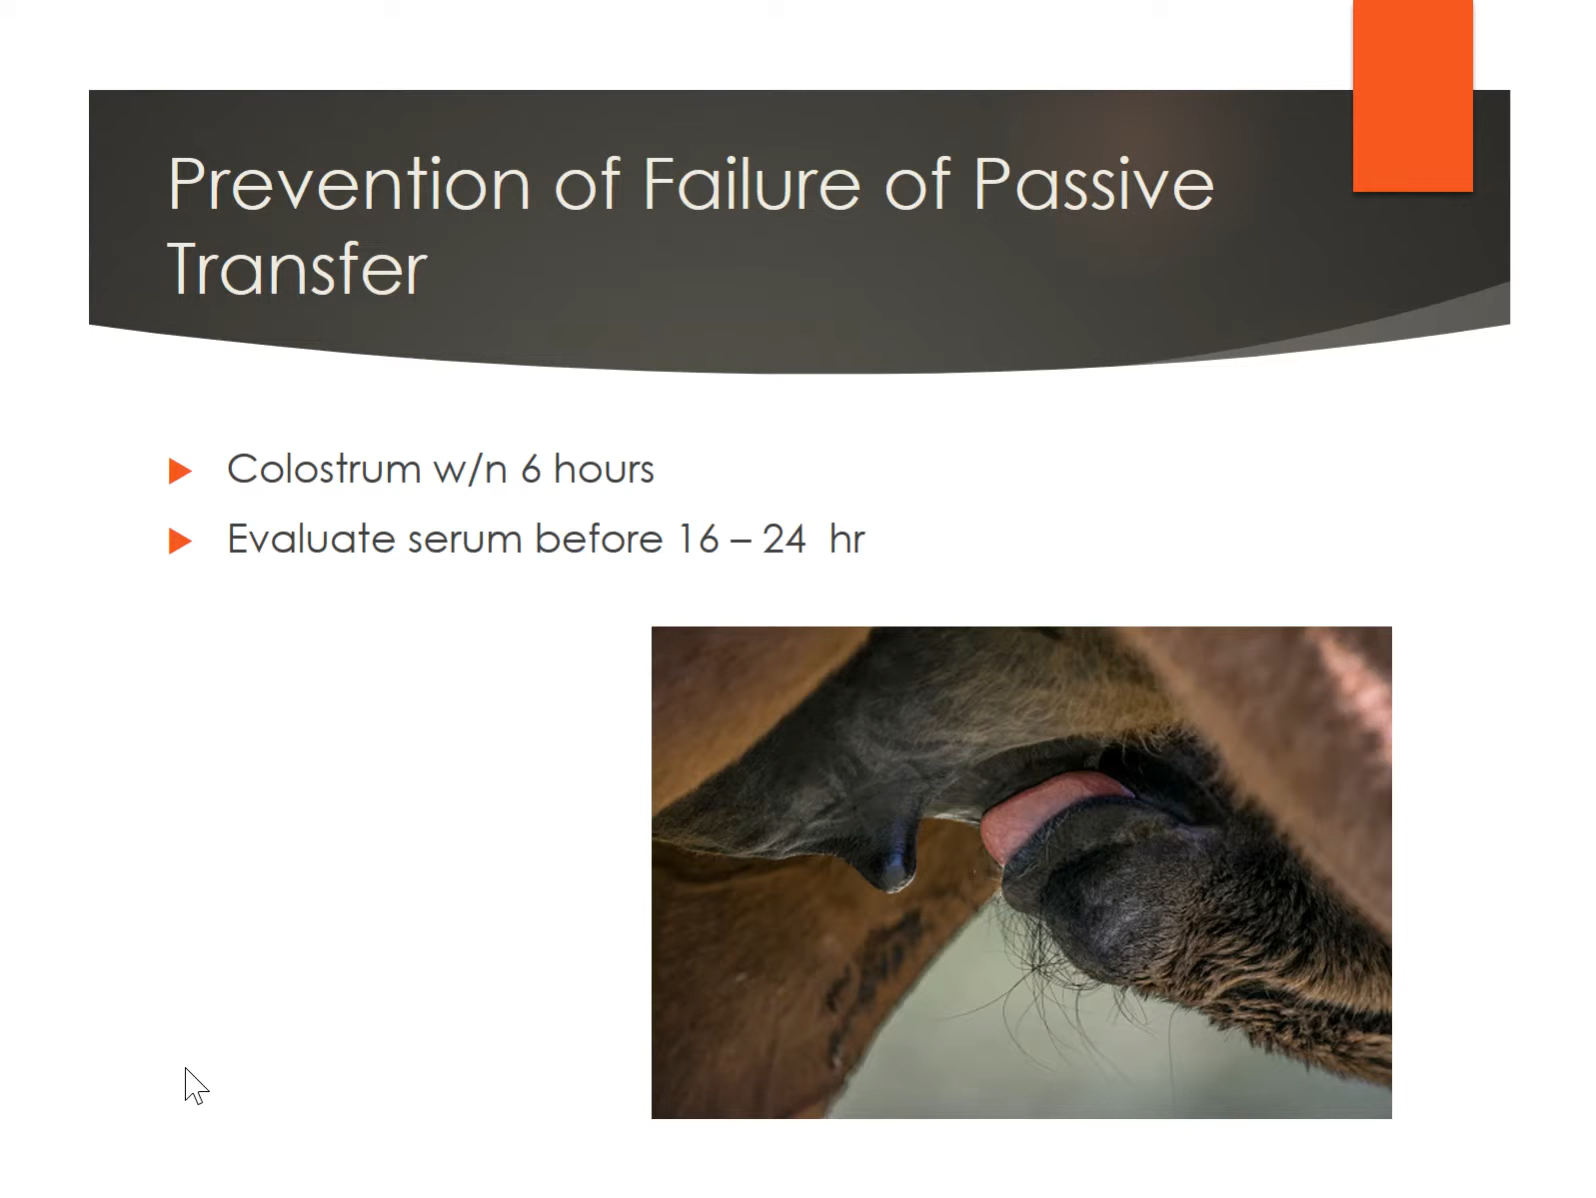 Prevention of Failure of Passive
Transfer
Colostrum w/n 6 hours
Evaluate serum before 16 – 24  hr